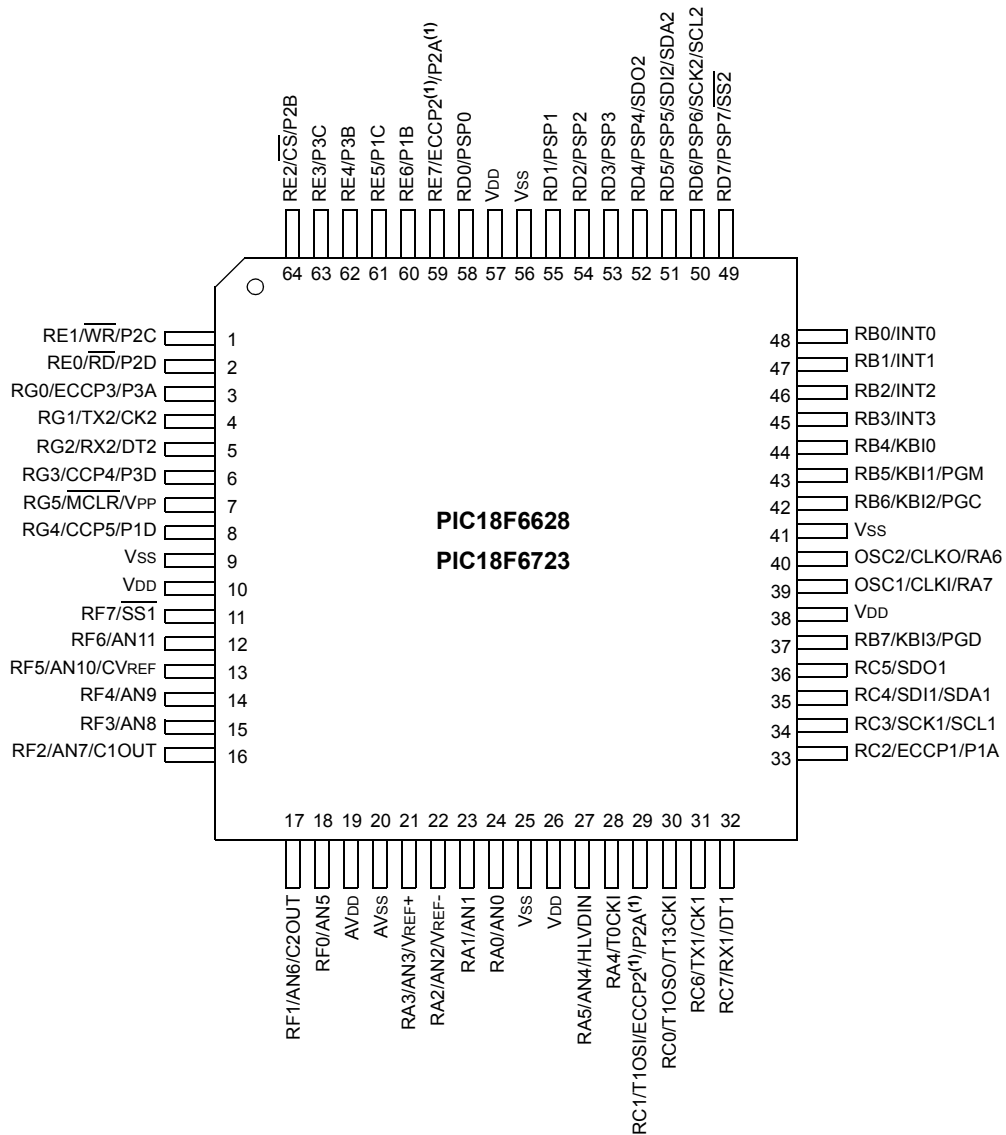 RE2/C̅S̅/P2B
RE3/P3C
RE4/P3B
RE5/P1C
RE6/P1B
RE7/ECCP2(1)/P2A(1)
RD0/PSP0
VDD
VSS
RD1/PSP1
RD2/PSP2
RD3/PSP3
RD4/PSP4/SDO2
RD5/PSP5/SDI2/SDA2
RD6/PSP6/SCK2/SCL2
RD7/PSP7/S̅S̅2̅
64 63 62 61 60 59 58 57 56 55 54 53 52 51 50 49
RE1/W̅R̅/P2C 1
RE0/R̅D̅/P2D 2
RG0/ECCP3/P3A 3
RG1/TX2/CK2 4
RG2/RX2/DT2 5
RG3/CCP4/P3D 6
RG5/M̅C̅L̅R̅/VPP 7
RG4/CCP5/P1D 8
VSS 9
VDD 10
RF7/S̅S̅1̅ 11
RF6/AN11 12
RF5/AN10/CVREF 13
RF4/AN9 14
RF3/AN8 15
RF2/AN7/C1OUT 16
PIC18F6628
PIC18F6723
48 RB0/INT0
47 RB1/INT1
46 RB2/INT2
45 RB3/INT3
44 RB4/KBI0
43 RB5/KBI1/PGM
42 RB6/KBI2/PGC
41 VSS
40 OSC2/CLKO/RA6
39 OSC1/CLKI/RA7
38 VDD
37 RB7/KBI3/PGD
36 RC5/SDO1
35 RC4/SDI1/SDA1
34 RC3/SCK1/SCL1
33 RC2/ECCP1/P1A
17 18 19 20 21 22 23 24 25 26 27 28 29 30 31 32
RF1/AN6/C2OUT
RF0/AN5
AVDD
AVSS
RA3/AN3/VREF+
RA2/AN2/VREF-
RA1/AN1
RA0/AN0
VSS
VDD
RA5/AN4/HLVDIN
RA4/T0CKI
RC1/T1OSI/ECCP2(1)/P2A(1)
RC0/T1OSO/T13CKI
RC6/TX1/CK1
RC7/RX1/DT1